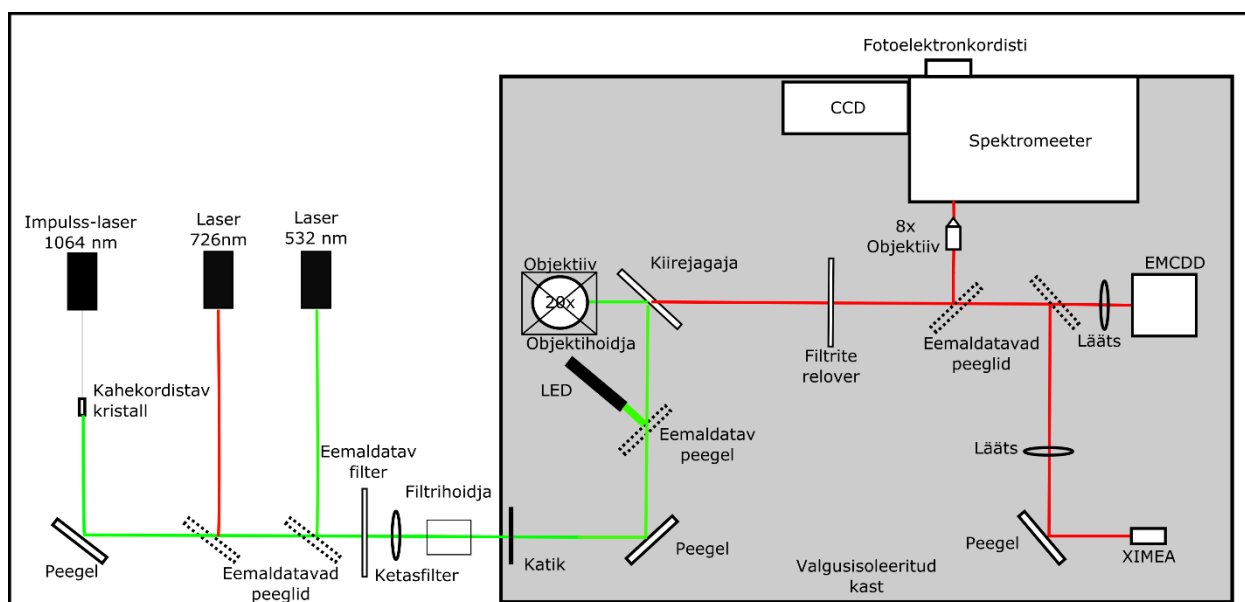 Fotoelektronkordisti
CCD
Spektromeeter
Impulss-laser
1064 nm
Laser
726nm
Laser
532 nm
8x
Objektiiv
Objektiiv
Kiirejagaja
EMCDD
20x
Objektihoidja
Filtrite
relover
Eemaldatavad
peeglid
Lääts
Kahekordistav
kristall
LED
Eemaldatav
peegel
Eemaldatav
filter
Filtrihoidja
Lääts
Peegel
Eemaldatavad
peeglid
Ketasfilter
Katik
Peegel
Valgusisoleeritud
kast
Peegel
XIMEA